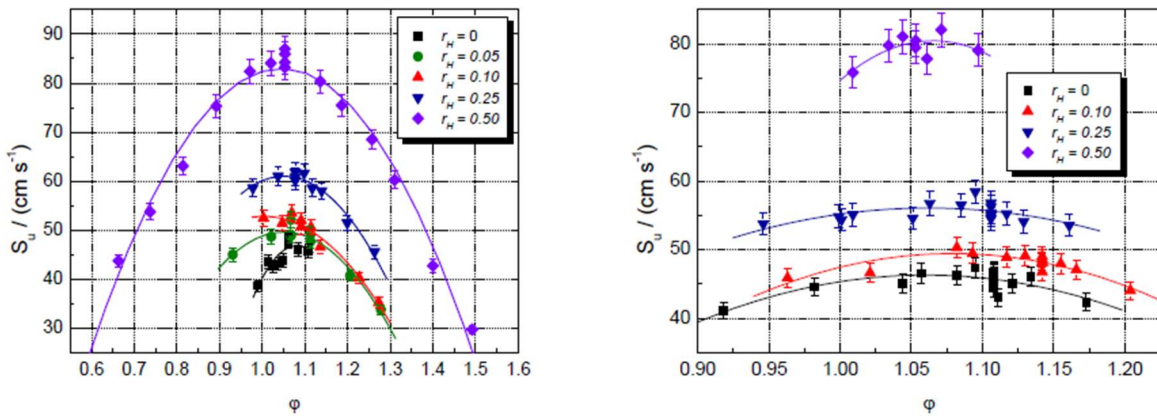 90
80
70
60
50
40
30
S_u / (cm s⁻¹)
0.6 0.7 0.8 0.9 1.0 1.1 1.2 1.3 1.4 1.5 1.6
φ
r_H = 0
r_H = 0.05
r_H = 0.10
r_H = 0.25
r_H = 0.50
80
70
60
50
40
S_u / (cm s⁻¹)
0.90 0.95 1.00 1.05 1.10 1.15 1.20
φ
r_H = 0
r_H = 0.10
r_H = 0.25
r_H = 0.50